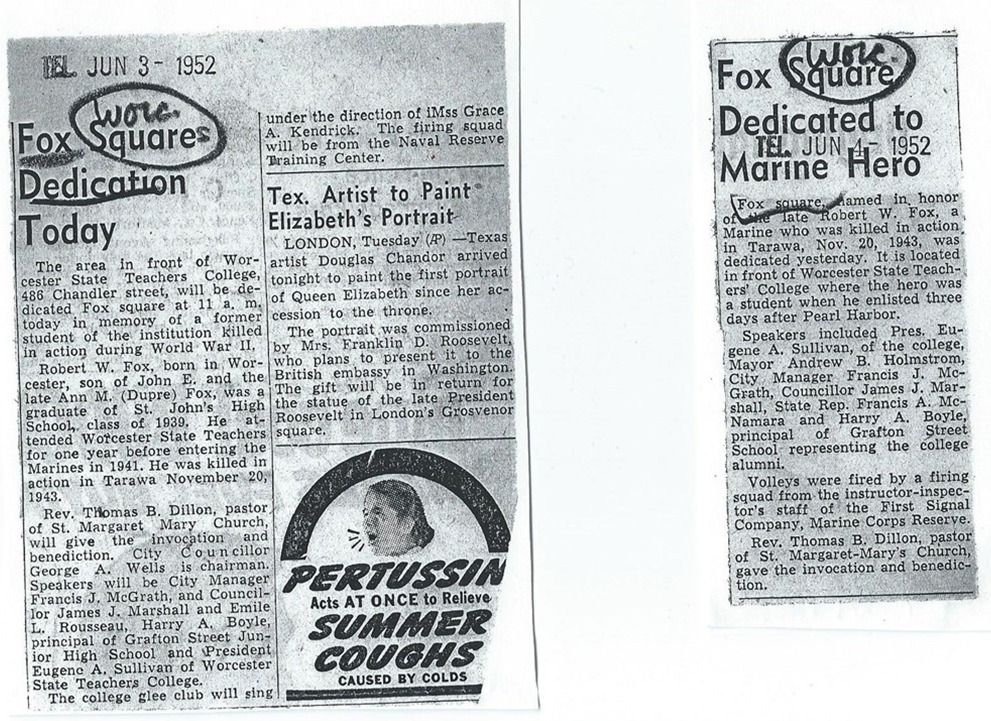 TEL. JUN 3 - 1952
Worc.
Fox Squares
Dedication
Today
The area in front of Wor-
cester State Teachers College,
486 Chandler street, will be de-
dicated Fox square at 11 a. m.
today in memory of a former
student of the institution killed
in action during World War II.
Robert W. Fox, born in Wor-
cester, son of John E. and the
late Ann M. (Dupre) Fox, was a
graduate of St. John's High
School, class of 1939. He at-
tended Worcester State Teachers
for one year before entering the
Marines in 1941. He was killed in
action in Tarawa November 20,
1943.
Rev. Thomas B. Dillon, pastor
of St. Margaret Mary Church,
will give the invocation and
benediction. City Councillor
George A. Wells is chairman.
Speakers will be City Manager
Francis J. McGrath, and Council-
lor James J. Marshall and Emile
L. Rousseau, Harry A. Boyle,
principal of Grafton Street Jun-
ior High School and President
Eugene A. Sullivan of Worcester
State Teachers College.
The college glee club will sing
under the direction of iMss Grace
A. Kendrick. The firing squad
will be from the Naval Reserve
Training Center.
Tex. Artist to Paint
Elizabeth's Portrait
LONDON, Tuesday (AP) —Texas
artist Douglas Chandor arrived
tonight to paint the first portrait
of Queen Elizabeth since her ac-
cession to the throne.
The portrait was commissioned
by Mrs. Franklin D. Roosevelt,
who plans to present it to the
British embassy in Washington.
The gift will be in return for
the statue of the late President
Roosevelt in London's Grosvenor
square.
PERTUSSIN
Acts AT ONCE to Relieve
SUMMER
COUGHS
CAUSED BY COLDS
Worc.
Fox Square
Dedicated to
TEL. JUN 4 - 1952
Marine Hero
Fox square, named in honor
of the late Robert W. Fox, a
Marine who was killed in action
in Tarawa, Nov. 20, 1943, was
dedicated yesterday. It is located
in front of Worcester State Teach-
ers' College where the hero was
a student when he enlisted three
days after Pearl Harbor.
Speakers included Pres. Eu-
gene A. Sullivan, of the college,
Mayor Andrew B. Holmstrom,
City Manager Francis J. Mc-
Grath, Councillor James J. Mar-
shall, State Rep. Francis A. Mc-
Namara and Harry A. Boyle,
principal of Grafton Street
School representing the college
alumni.
Volleys were fired by a firing
squad from the instructor-inspec-
tor's staff of the First Signal
Company, Marine Corps Reserve.
Rev. Thomas B. Dillon, pastor
of St. Margaret-Mary's Church,
gave the invocation and benedic-
tion.